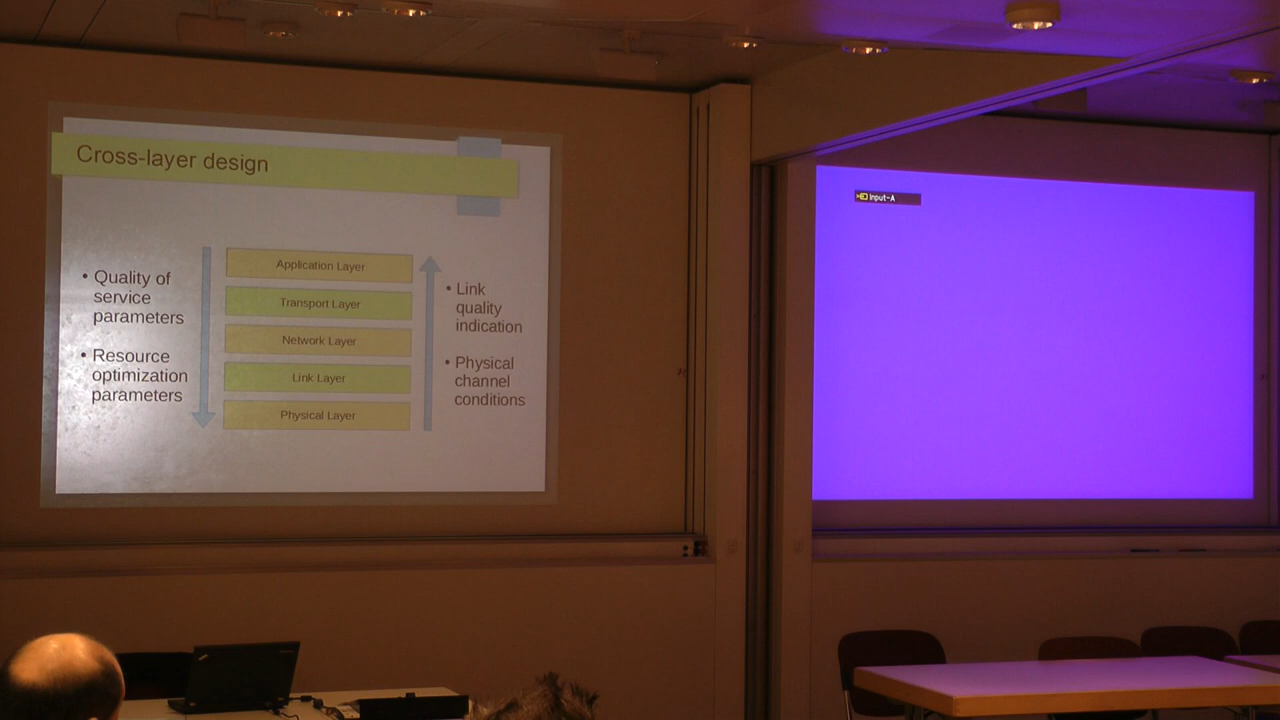 Cross-layer design
• Quality of
service
parameters
• Resource
optimization
parameters
Application Layer
Transport Layer
Network Layer
Link Layer
Physical Layer
• Link
quality
indication
• Physical
channel
conditions
Input-A